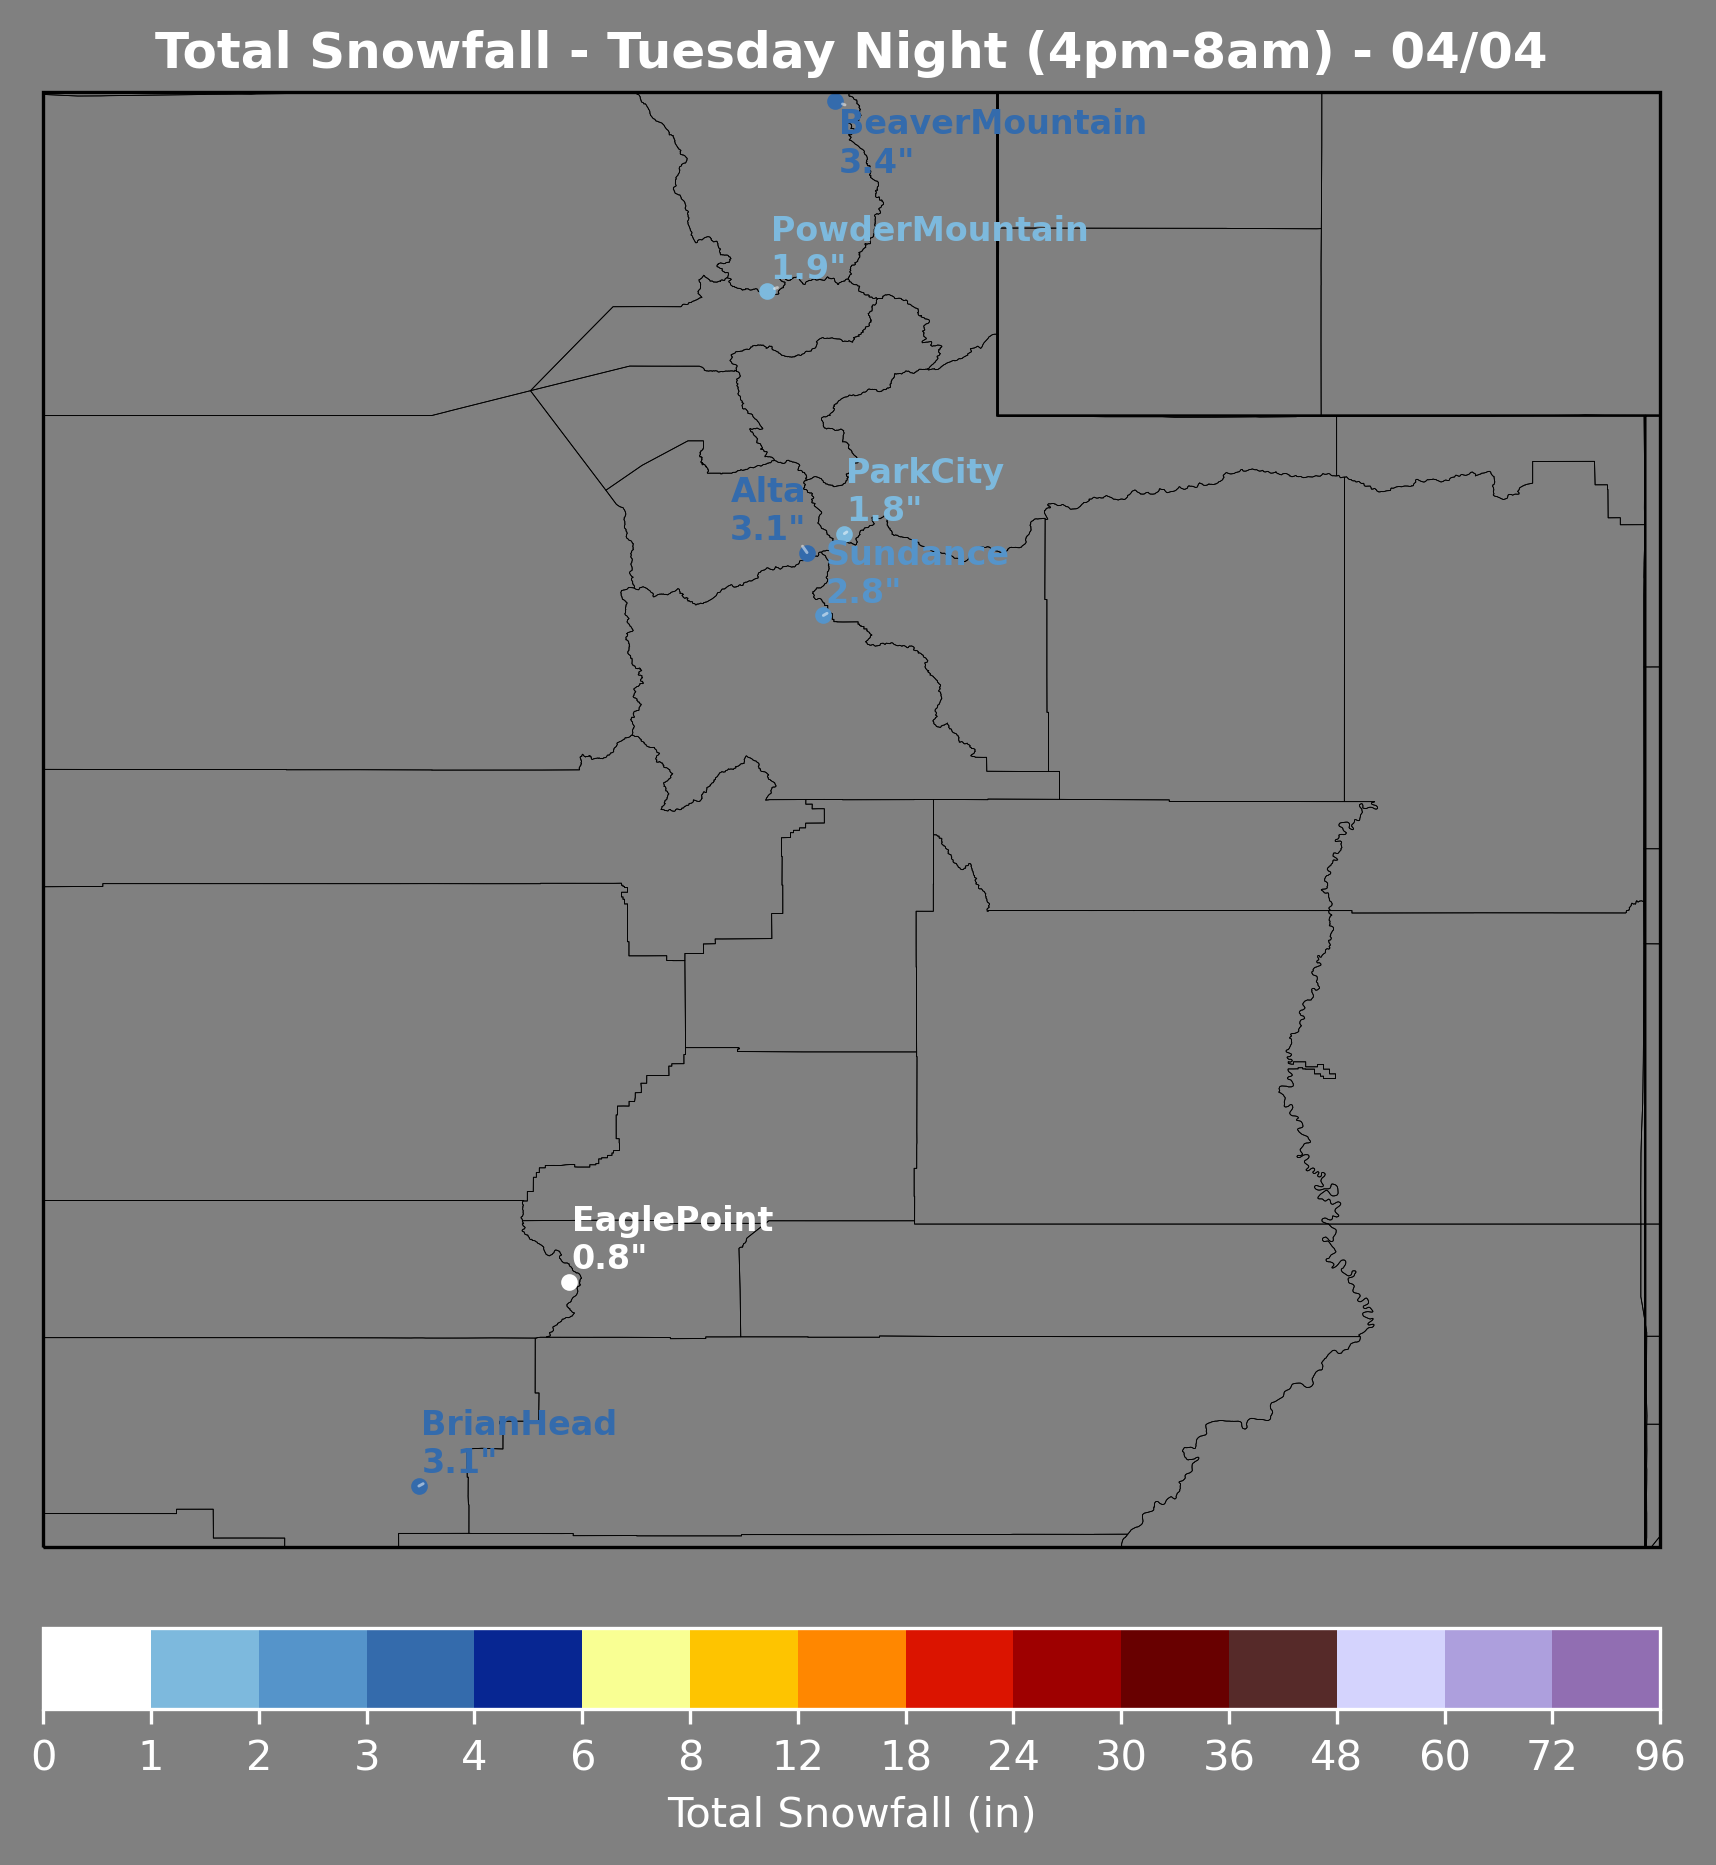 Total Snowfall - Tuesday Night (4pm-8am) - 04/04
BeaverMountain
3.4"
PowderMountain
1.9"
ParkCity
1.8"
Alta
3.1"
Sundance
2.8"
EaglePoint
0.8"
BrianHead
3.1"
0 1 2 3 4 6 8 12 18 24 30 36 48 60 72 96
Total Snowfall (in)